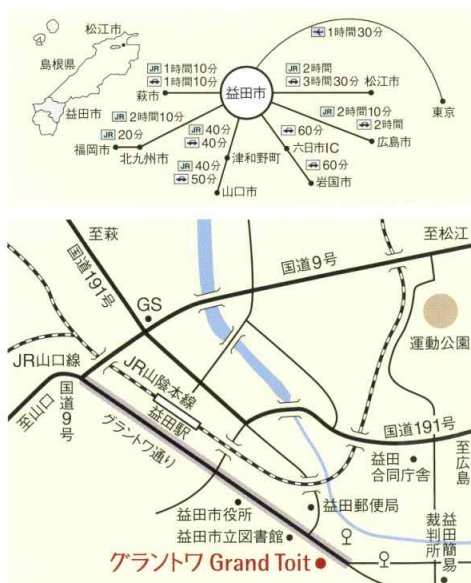 松江市
島根県
益田市
1時間30分
JR 1時間10分
1時間10分
萩市
益田市
JR 2時間
3時間30分
松江市
東京
JR 2時間10分
JR 20分
福岡市
北九州市
JR 40分
40分
津和野町
JR 40分
50分
山口市
60分
六日市IC
60分
岩国市
JR 2時間10分
2時間
広島市
至萩
国道191号
至松江
国道9号
GS
運動公園
JR山口線
JR山陰本線
益田駅
国道9号
至山口
グラントワ通り
国道191号
至広島
益田
合同庁舎
益田市役所
益田郵便局
益田市立図書館
益田簡易
裁判所
グラントワ Grand Toit